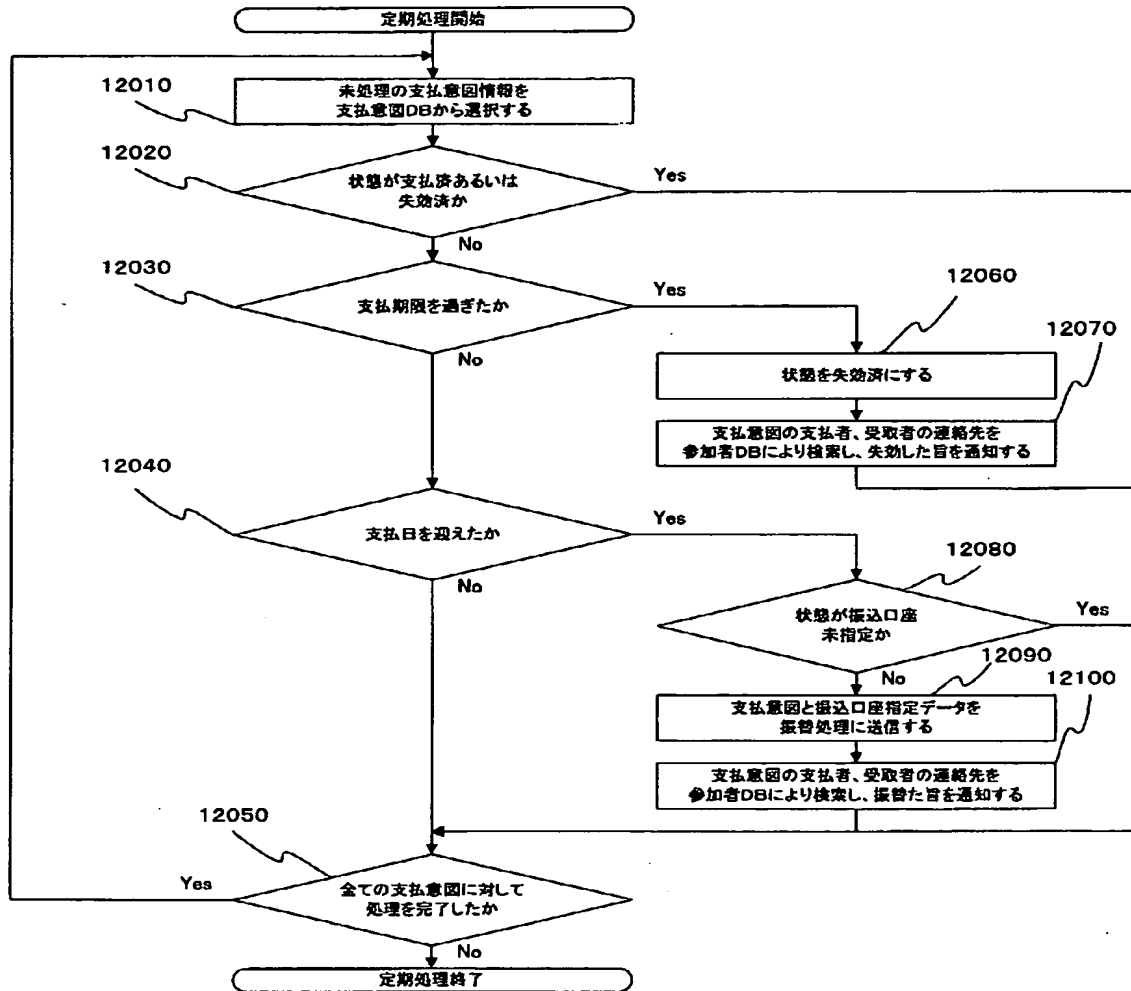 定期処理開始
12010
未処理の支払意図情報を
支払意図DBから選択する
12020
状態が支払済あるいは
失効済か
Yes
No
12030
支払期限を過ぎたか
Yes
No
12060
状態を失効済にする
12070
支払意図の支払者、受取者の連絡先を
参加者DBにより検索し、失効した旨を通知する
12040
支払日を迎えたか
Yes
No
12080
状態が振込口座
未指定か
Yes
No
12090
支払意図と振込口座指定データを
振替処理に送信する
12100
支払意図の支払者、受取者の連絡先を
参加者DBにより検索し、振替た旨を通知する
12050
全ての支払意図に対して
処理を完了したか
Yes
No
定期処理終了